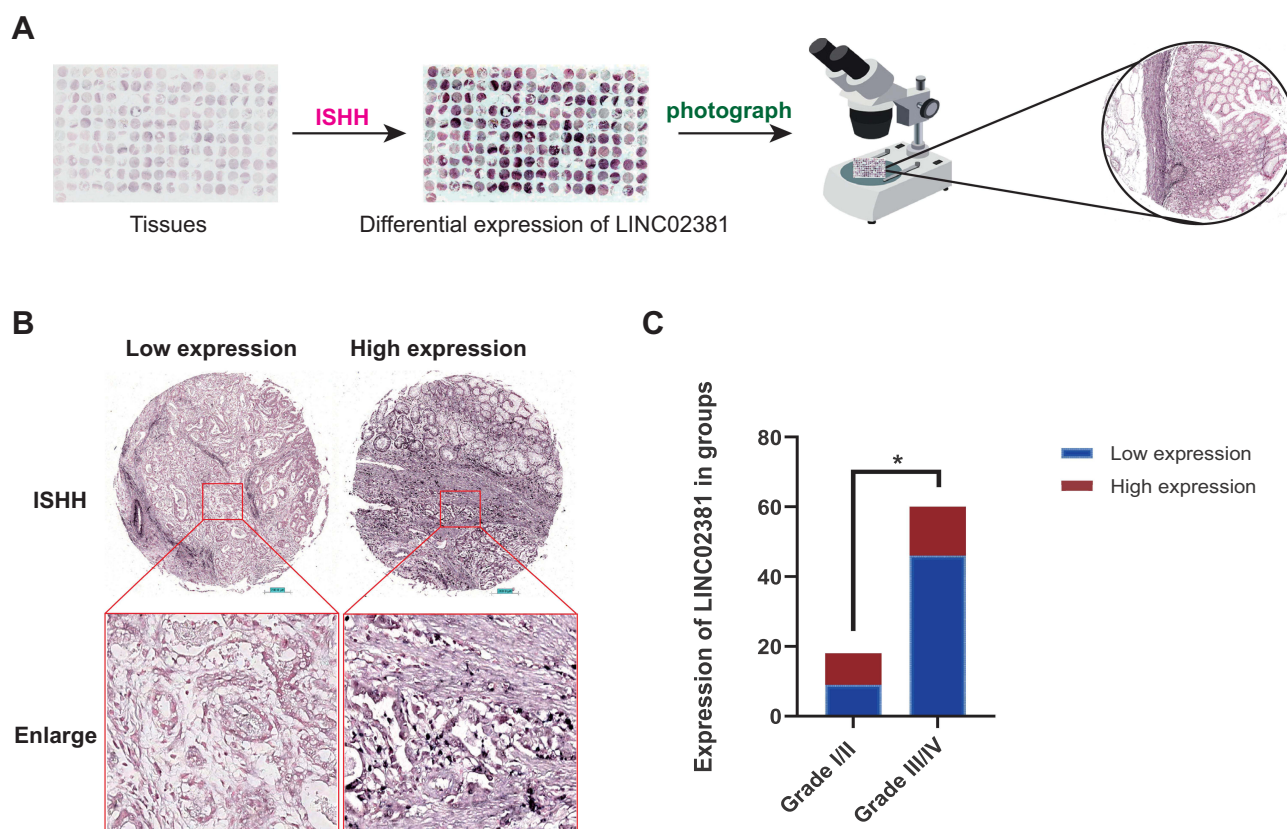 A
ISHH
photograph
Tissues
Differential expression of LINC02381
B
Low expression
High expression
ISHH
Enlarge
C
Expression of LINC02381 in groups
80
60
40
20
0
*
Grade I/II
Grade III/IV
Low expression
High expression